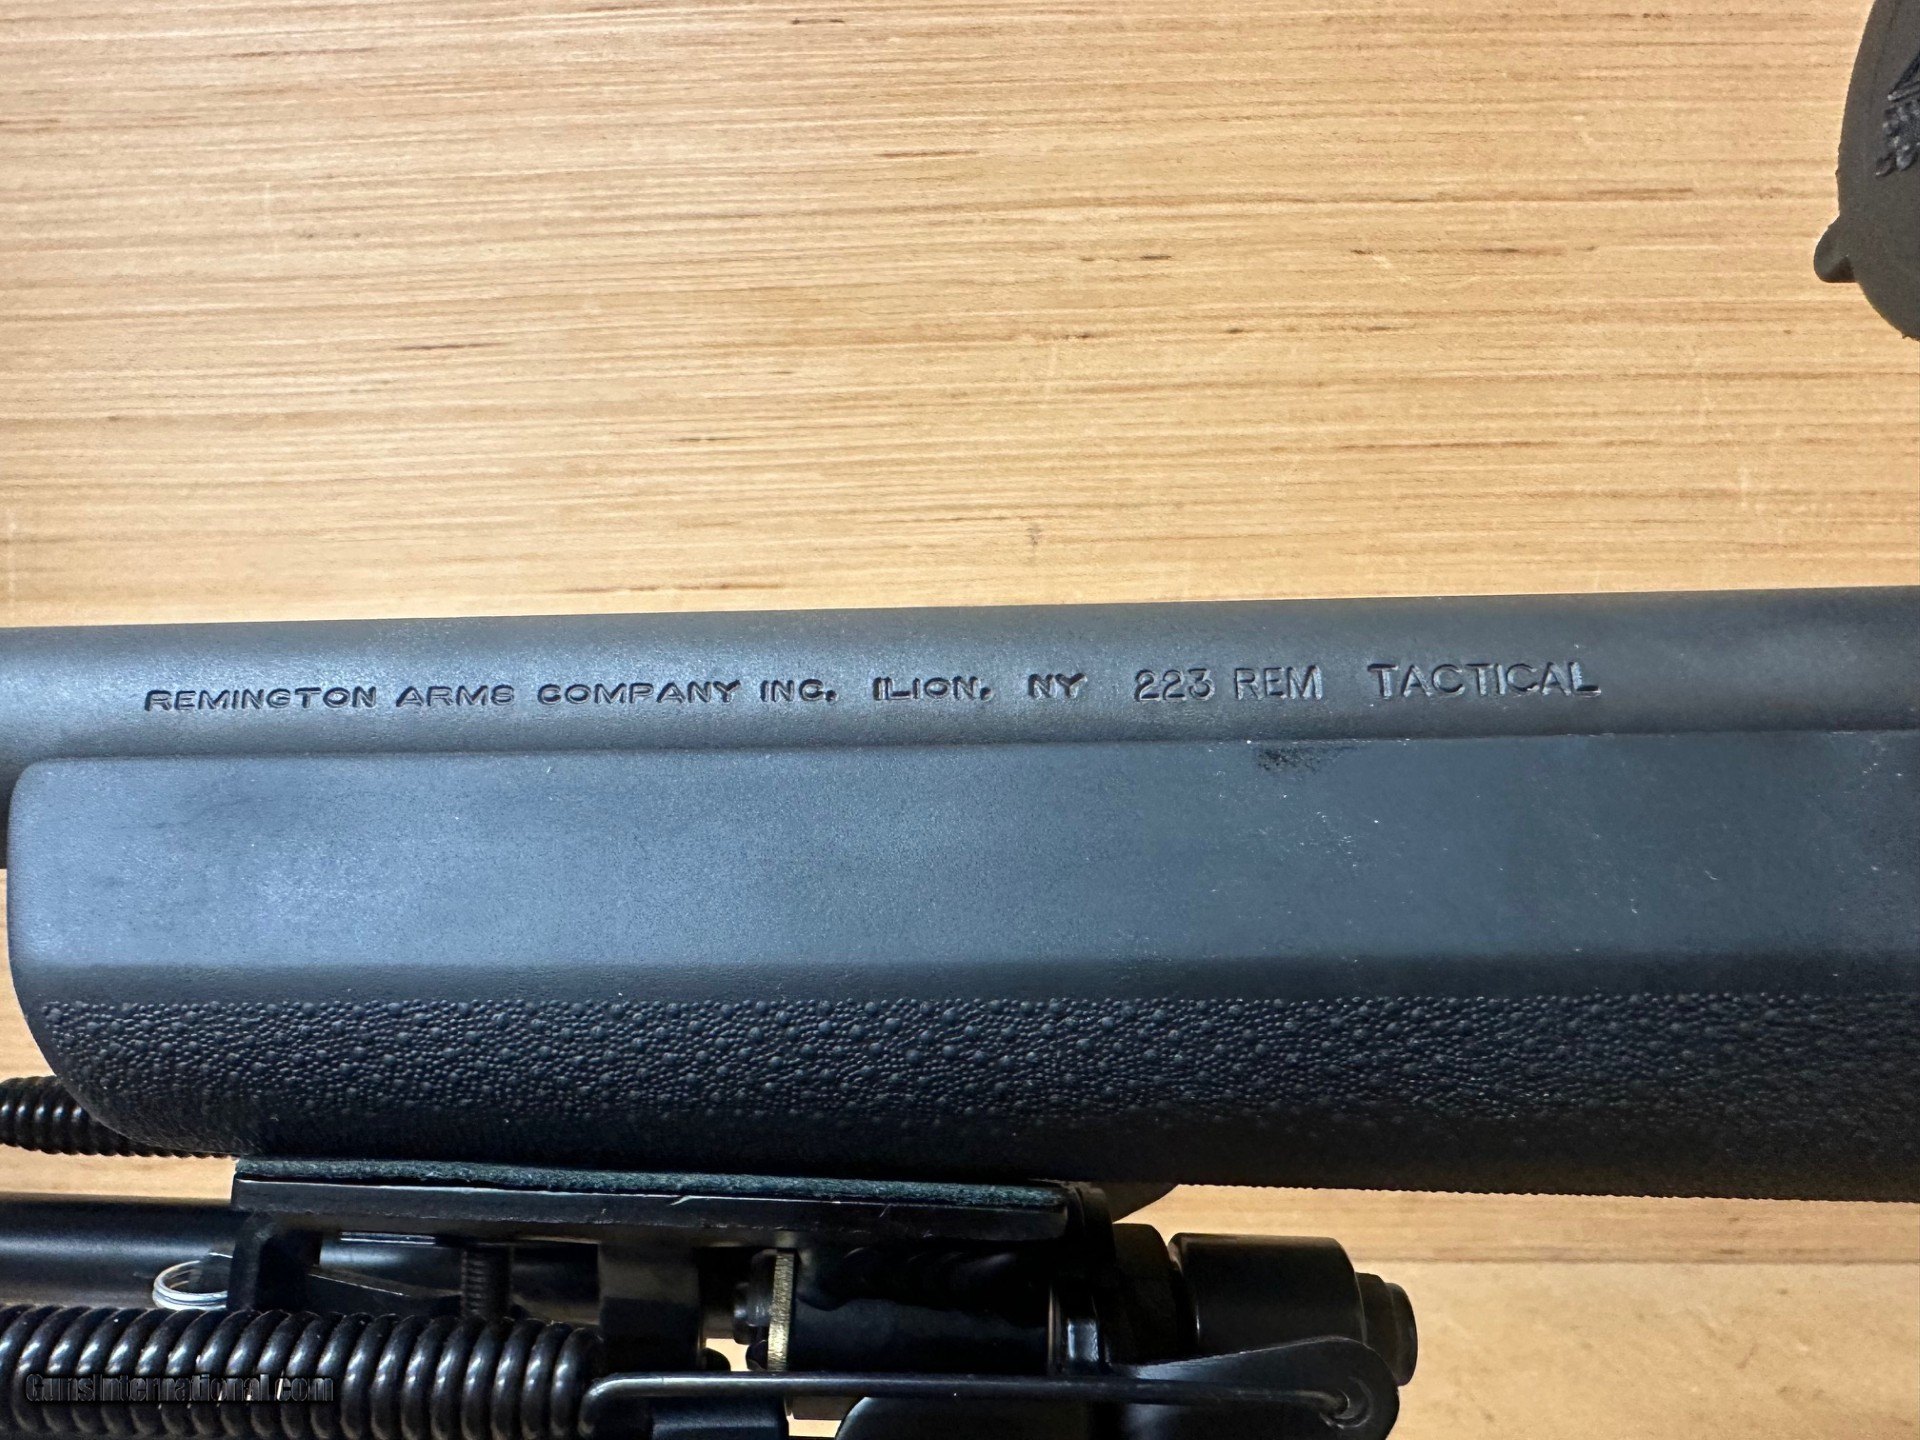 REMINGTON ARMS COMPANY INC. ILION, NY 223 REM TACTICAL
GunsInternational.com